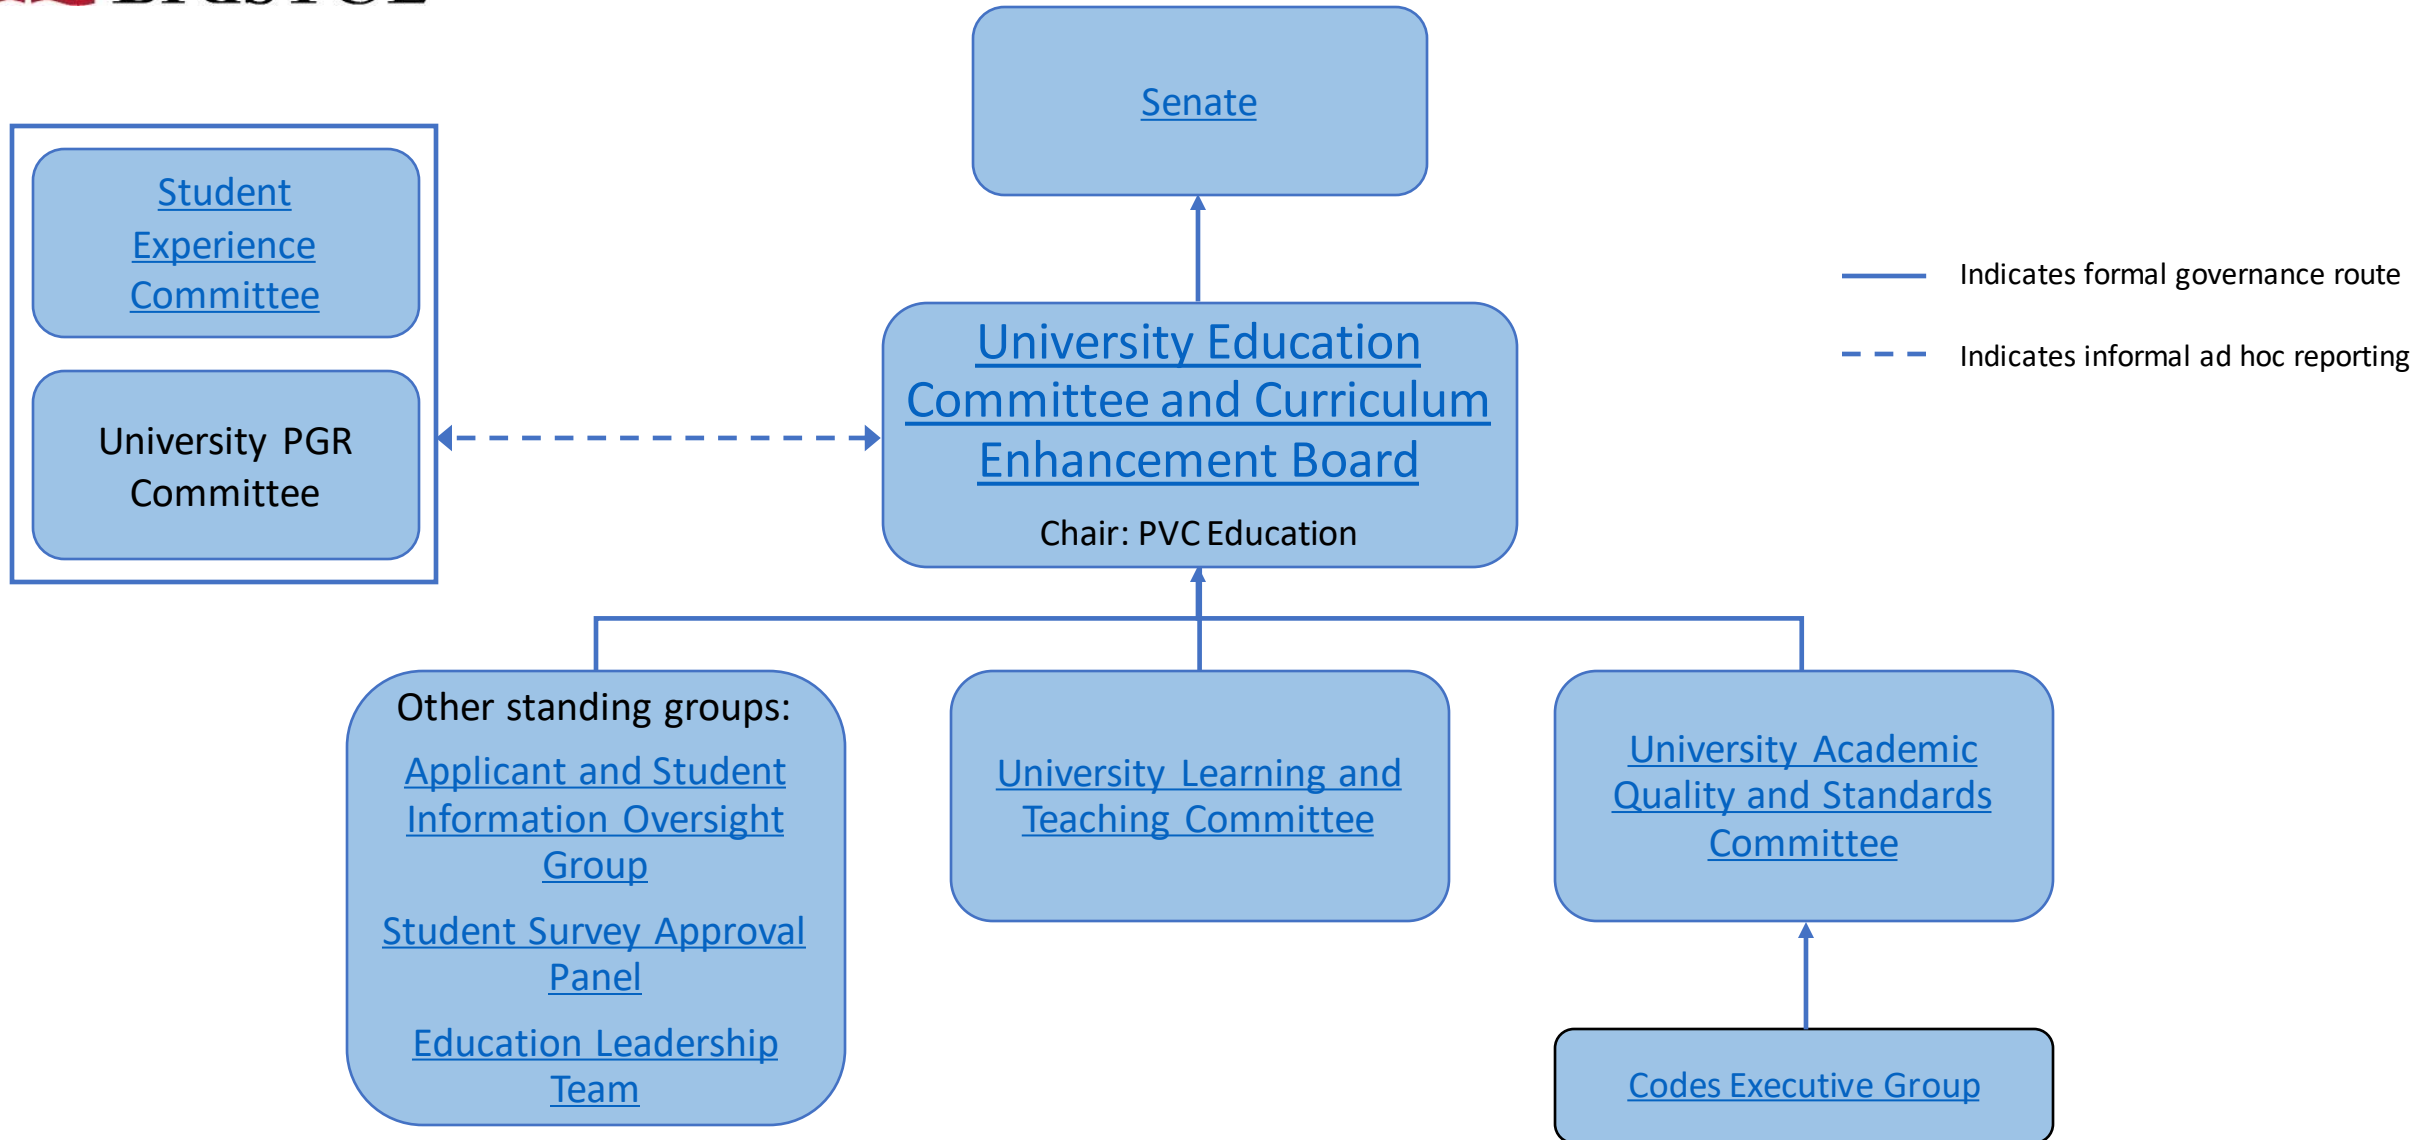 BRISTOL
Senate
Student
Experience
Committee
University PGR
Committee
University Education
Committee and Curriculum
Enhancement Board
Chair: PVC Education
Indicates formal governance route
Indicates informal ad hoc reporting
Other standing groups:
Applicant and Student
Information Oversight
Group
Student Survey Approval
Panel
Education Leadership
Team
University Learning and
Teaching Committee
University Academic
Quality and Standards
Committee
Codes Executive Group